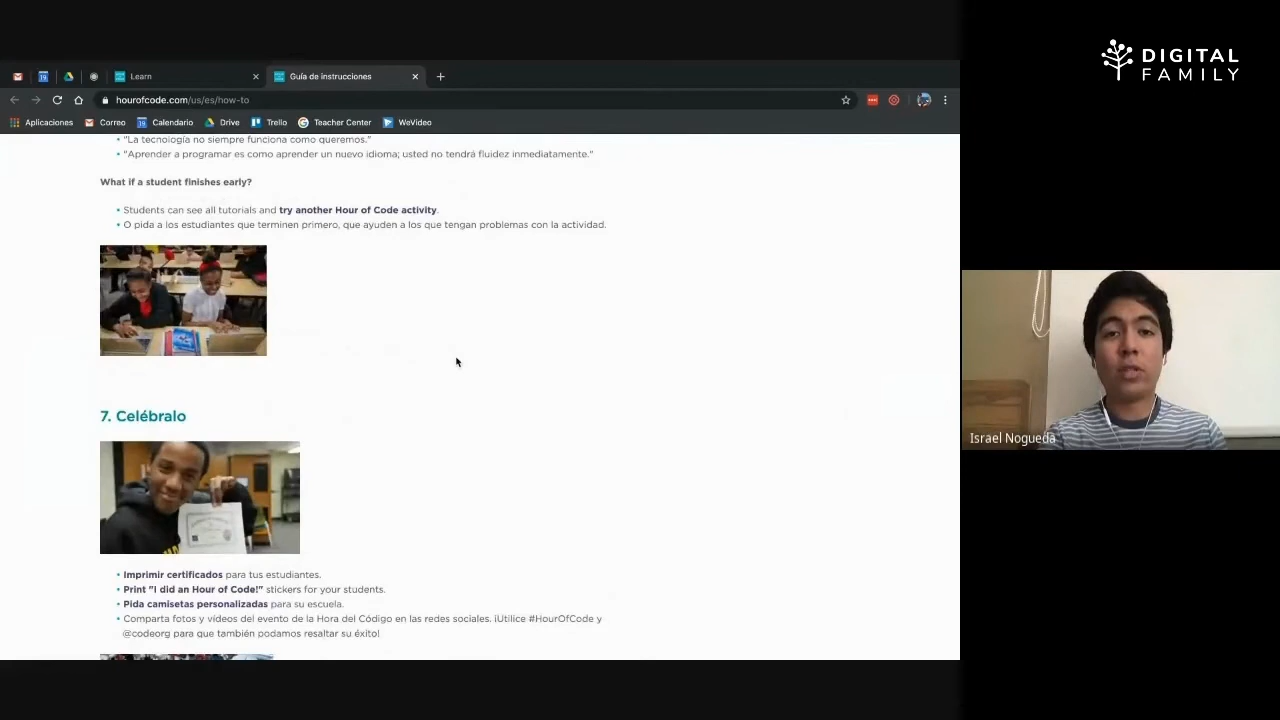 DIGITAL
FAMILY
Learn
Guía de instrucciones
hourofcode.com/us/es/how-to
Aplicaciones
Correo
Calendario
Drive
Trello
Teacher Center
WeVideo
"La tecnología no siempre funciona como queremos."
"Aprender a programar es como aprender un nuevo idioma; usted no tendrá fluidez inmediatamente."
What if a student finishes early?
Students can see all tutorials and try another Hour of Code activity.
O pida a los estudiantes que terminen primero, que ayuden a los que tengan problemas con la actividad.
7. Celébralo
Imprimir certificados para tus estudiantes.
Print "I did an Hour of Code!" stickers for your students.
Pida camisetas personalizadas para su escuela.
Comparta fotos y vídeos del evento de la Hora del Código en las redes sociales. ¡Utilice #HourOfCode y
@codeorg para que también podamos resaltar su éxito!
Israel Nogueda